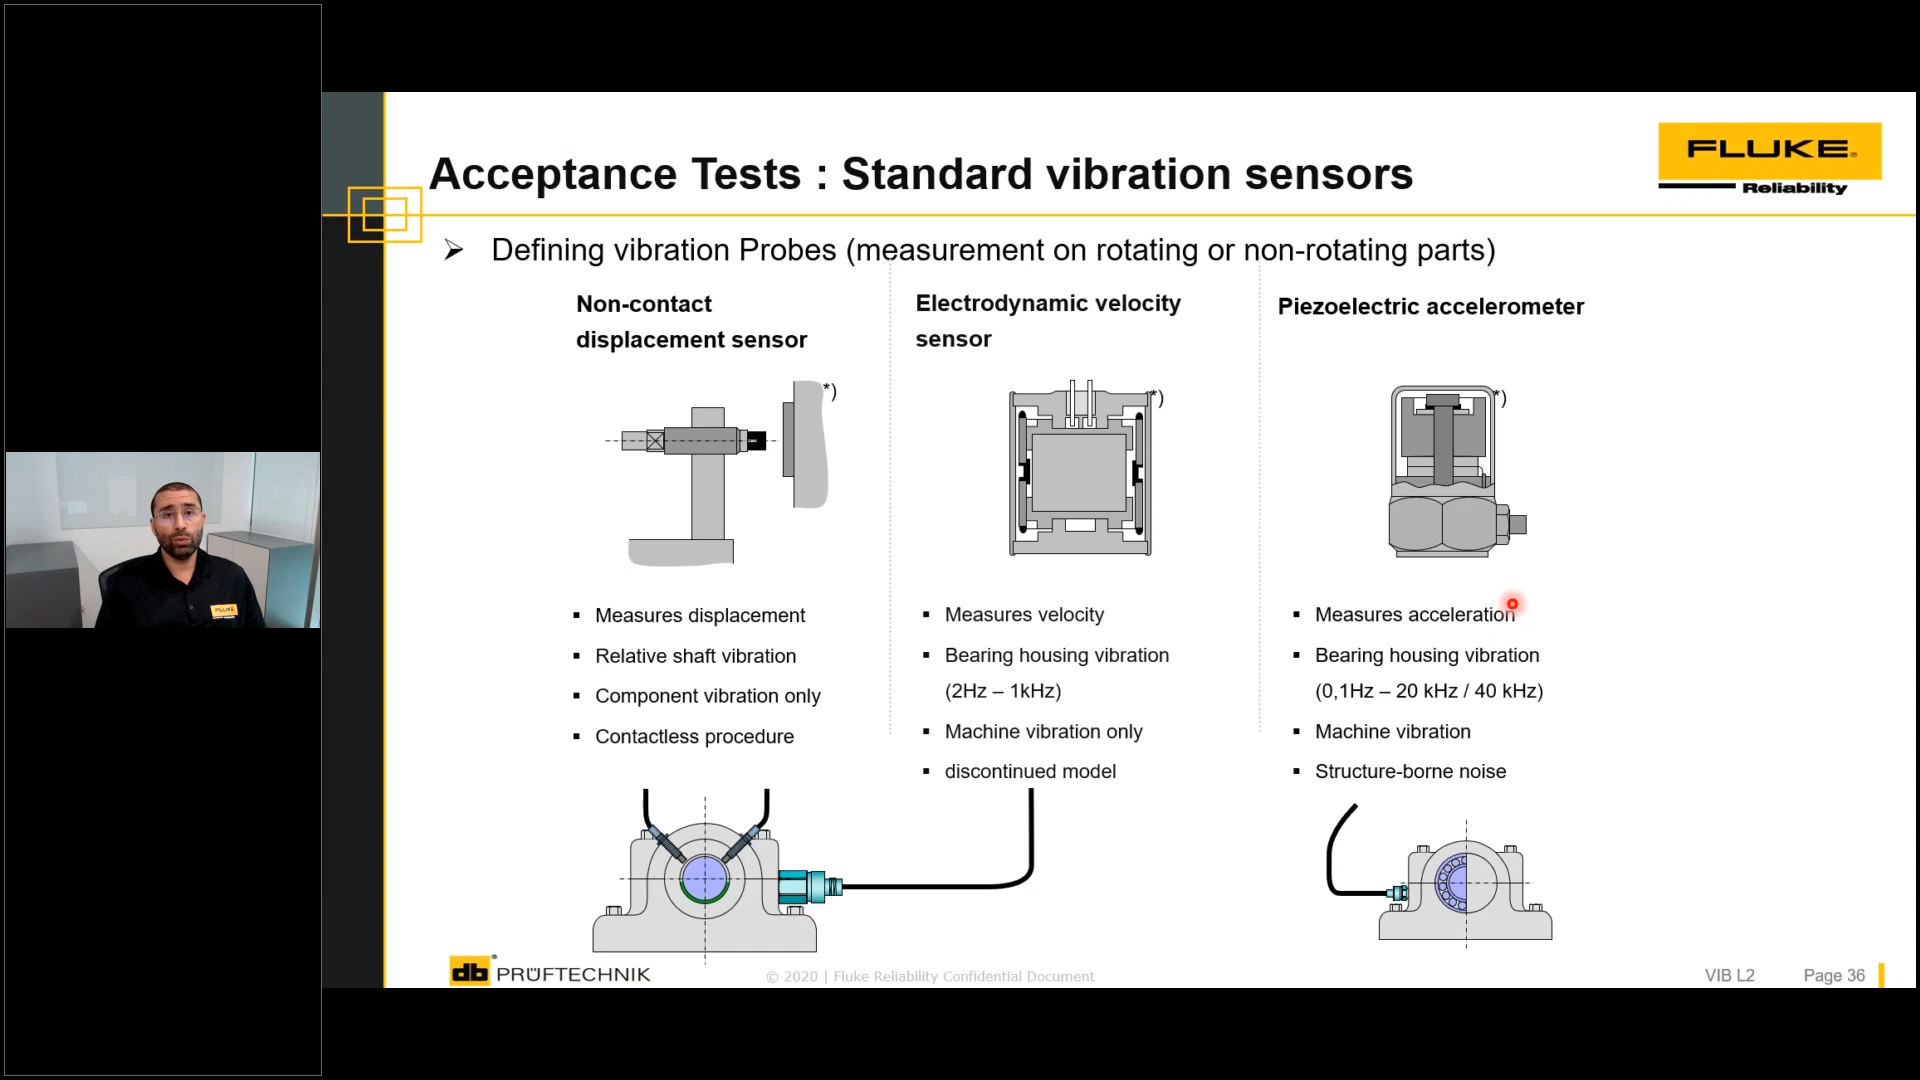 Acceptance Tests : Standard vibration sensors
FLUKE®
Reliability
➢ Defining vibration Probes (measurement on rotating or non-rotating parts)
Non-contact
displacement sensor
*)
▪ Measures displacement
▪ Relative shaft vibration
▪ Component vibration only
▪ Contactless procedure
Electrodynamic velocity
sensor
*)
▪ Measures velocity
▪ Bearing housing vibration
(2Hz – 1kHz)
▪ Machine vibration only
▪ discontinued model
Piezoelectric accelerometer
*)
▪ Measures acceleration
▪ Bearing housing vibration
(0,1Hz – 20 kHz / 40 kHz)
▪ Machine vibration
▪ Structure-borne noise
FLUKE
db® PRÜFTECHNIK
© 2020 | Fluke Reliability Confidential Document
VIB L2
Page 36